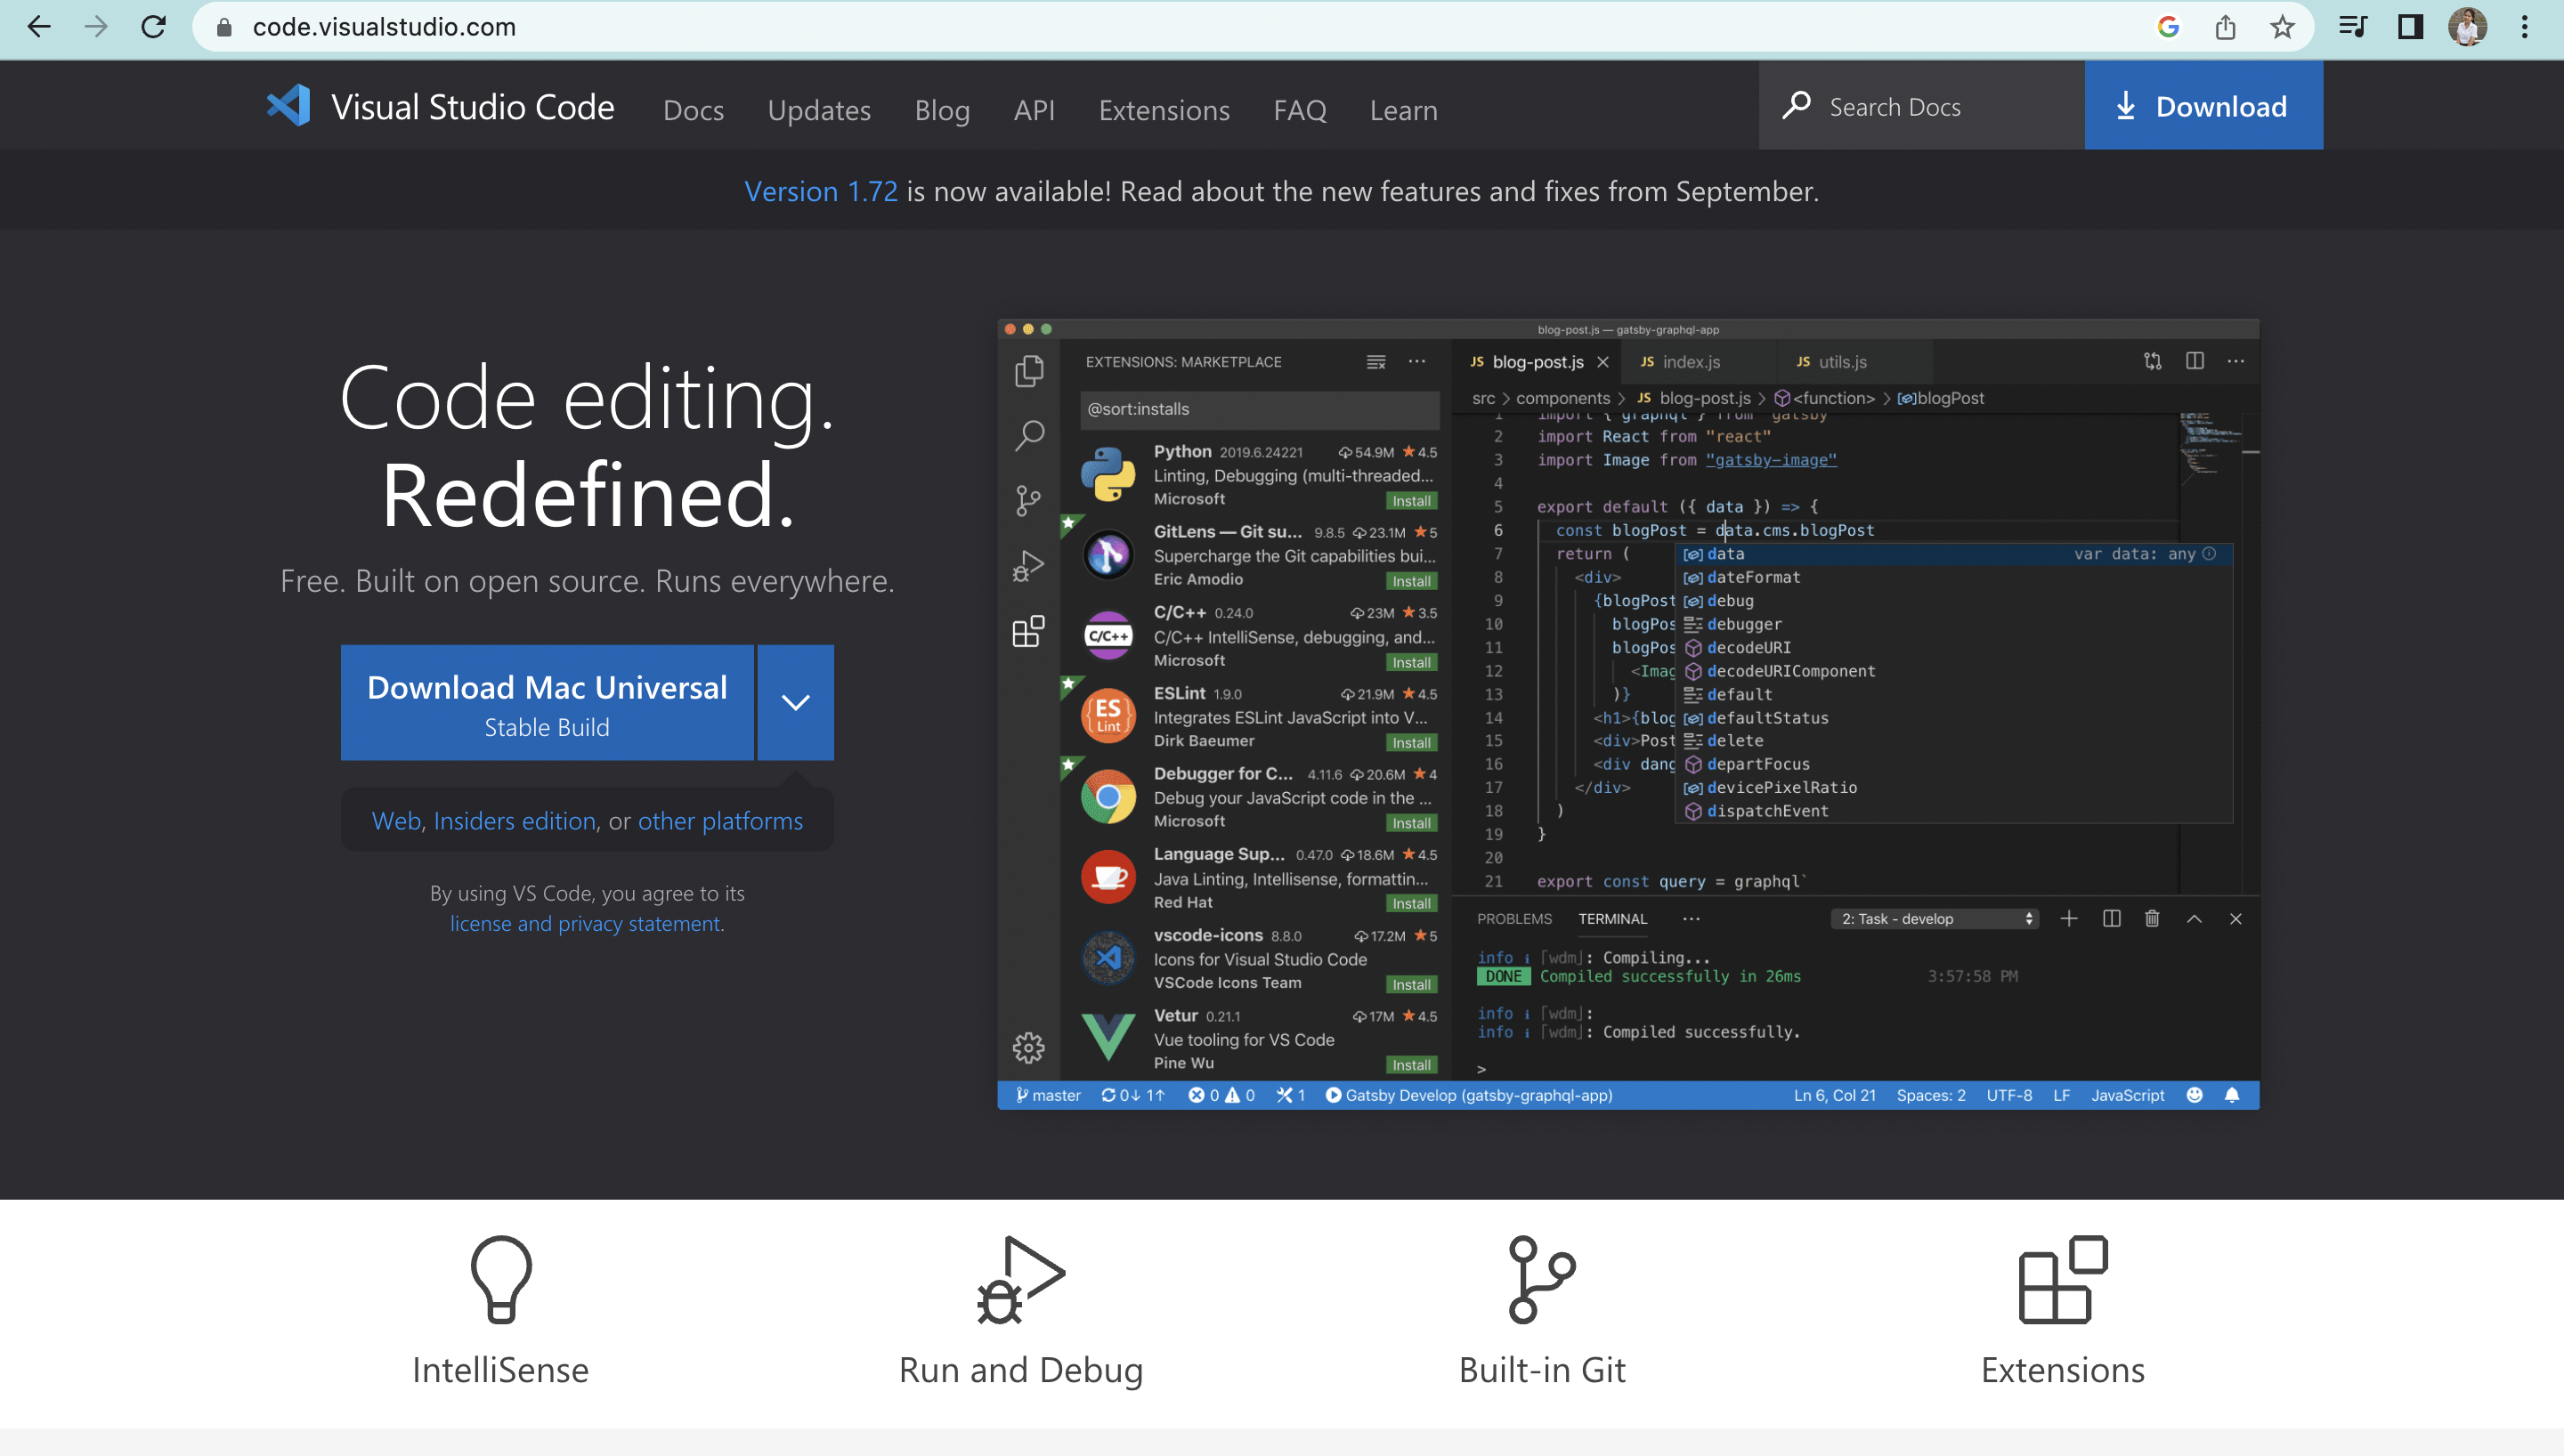 code.visualstudio.com
Visual Studio Code Docs Updates Blog API Extensions FAQ Learn Search Docs Download
Version 1.72 is now available! Read about the new features and fixes from September.
Code editing.
Redefined.
Free. Built on open source. Runs everywhere.
Download Mac Universal
Stable Build
Web, Insiders edition, or other platforms
By using VS Code, you agree to its
license and privacy statement.
blog-post.js — gatsby-graphql-app
EXTENSIONS: MARKETPLACE
@sort:installs
Python 2019.6.24221 54.9M 4.5
Linting, Debugging (multi-threaded...
Microsoft Install
GitLens — Git su... 9.8.5 23.1M 5
Supercharge the Git capabilities bui...
Eric Amodio Install
C/C++
C/C++ 0.24.0 23M 3.5
C/C++ IntelliSense, debugging, and...
Microsoft Install
ES
Lint
ESLint 1.9.0 21.9M 4.5
Integrates ESLint JavaScript into V...
Dirk Baeumer Install
Debugger for C... 4.11.6 20.6M 4
Debug your JavaScript code in the ...
Microsoft Install
Language Sup... 0.47.0 18.6M 4.5
Java Linting, Intellisense, formattin...
Red Hat Install
vscode-icons 8.8.0 17.2M 5
Icons for Visual Studio Code
VSCode Icons Team Install
Vetur 0.21.1 17M 4.5
Vue tooling for VS Code
Pine Wu Install
JS blog-post.js JS index.js JS utils.js
src > components > JS blog-post.js > <function> > blogPost
1 import { graphql } from "gatsby"
2 import React from "react"
3 import Image from "gatsby-image"
4
5 export default ({ data }) => {
6 const blogPost = data.cms.blogPost
7 return (
8 <div>
9 {blogPost
10 blogPos
11 blogPos
12 <Imag
13 )}
14 <h1>{blog
15 <div>Post
16 <div dang
17 </div>
18 )
19 }
20
21 export const query = graphql`
data var data: any
dateFormat
debug
debugger
decodeURI
decodeURIComponent
default
defaultStatus
delete
departFocus
devicePixelRatio
dispatchEvent
PROBLEMS TERMINAL ... 2: Task - develop
info i ｢wdm｣: Compiling...
DONE Compiled successfully in 26ms 3:57:58 PM
info i ｢wdm｣:
info i ｢wdm｣: Compiled successfully.
>
master 0↓ 1↑ 0 0 1 Gatsby Develop (gatsby-graphql-app) Ln 6, Col 21 Spaces: 2 UTF-8 LF JavaScript
IntelliSense Run and Debug Built-in Git Extensions